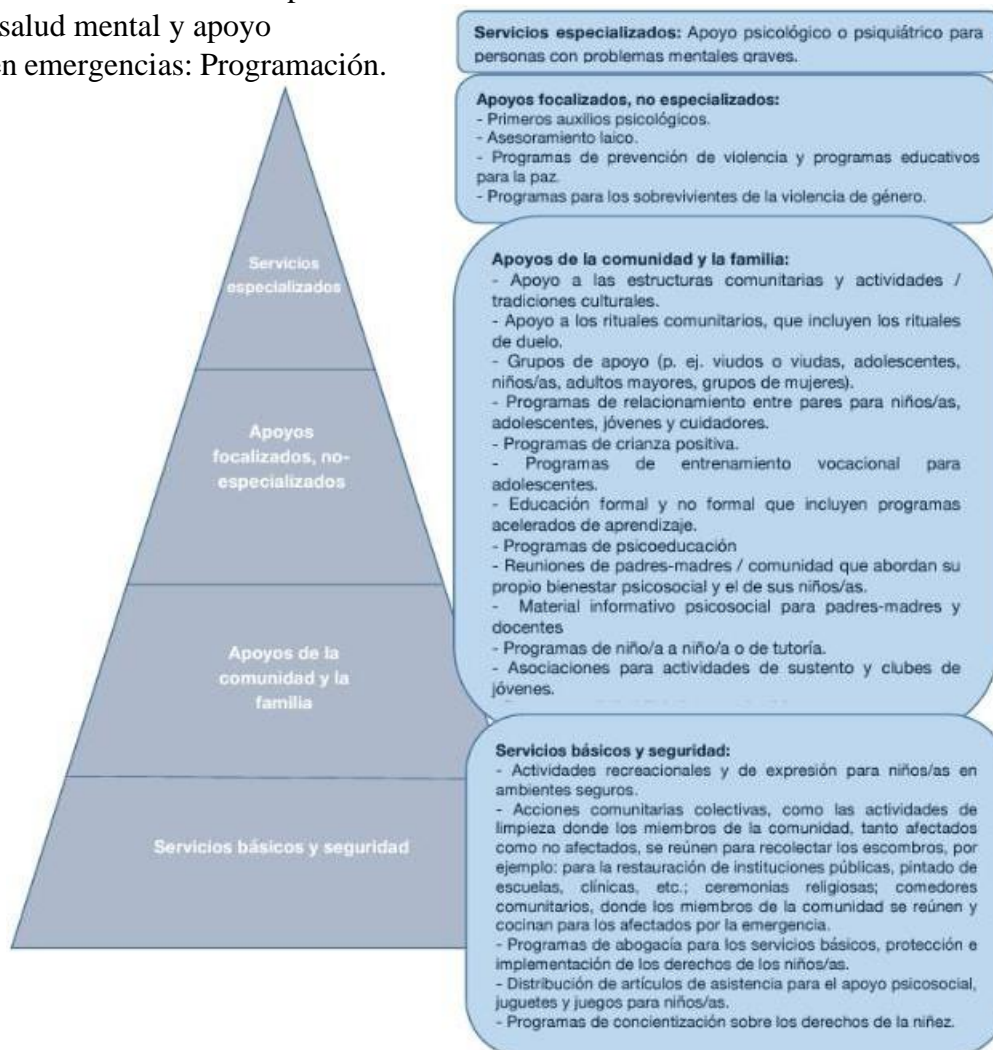 salud mental y apoyo
en emergencias: Programación.
Servicios especializados: Apoyo psicológico o psiquiátrico para
personas con problemas mentales graves.
Apoyos focalizados, no especializados:
- Primeros auxilios psicológicos.
- Asesoramiento laico.
- Programas de prevención de violencia y programas educativos
para la paz.
- Programas para los sobrevivientes de la violencia de género.
Apoyos de la comunidad y la familia:
- Apoyo a las estructuras comunitarias y actividades /
tradiciones culturales.
- Apoyo a los rituales comunitarios, que incluyen los rituales
de duelo.
- Grupos de apoyo (p. ej. viudos o viudas, adolescentes,
niños/as, adultos mayores, grupos de mujeres).
- Programas de relacionamiento entre pares para niños/as,
adolescentes, jóvenes y cuidadores.
- Programas de crianza positiva.
- Programas de entrenamiento vocacional para
adolescentes.
- Educación formal y no formal que incluyen programas
acelerados de aprendizaje.
- Programas de psicoeducación
- Reuniones de padres-madres / comunidad que abordan su
propio bienestar psicosocial y el de sus niños/as.
- Material informativo psicosocial para padres-madres y
docentes
- Programas de niño/a a niño/a o de tutoría.
- Asociaciones para actividades de sustento y clubes de
jóvenes.
Servicios básicos y seguridad:
- Actividades recreacionales y de expresión para niños/as en
ambientes seguros.
- Acciones comunitarias colectivas, como las actividades de
limpieza donde los miembros de la comunidad, tanto afectados
como no afectados, se reúnen para recolectar los escombros, por
ejemplo: para la restauración de instituciones públicas, pintado de
escuelas, clínicas, etc.; ceremonias religiosas; comedores
comunitarios, donde los miembros de la comunidad se reúnen y
cocinan para los afectados por la emergencia.
- Programas de abogacía para los servicios básicos, protección e
implementación de los derechos de los niños/as.
- Distribución de artículos de asistencia para el apoyo psicosocial,
juguetes y juegos para niños/as.
- Programas de concientización sobre los derechos de la niñez.
Servicios
especializados
Apoyos
focalizados, no-
especializados
Apoyos de la
comunidad y la
familia
Servicios básicos y seguridad